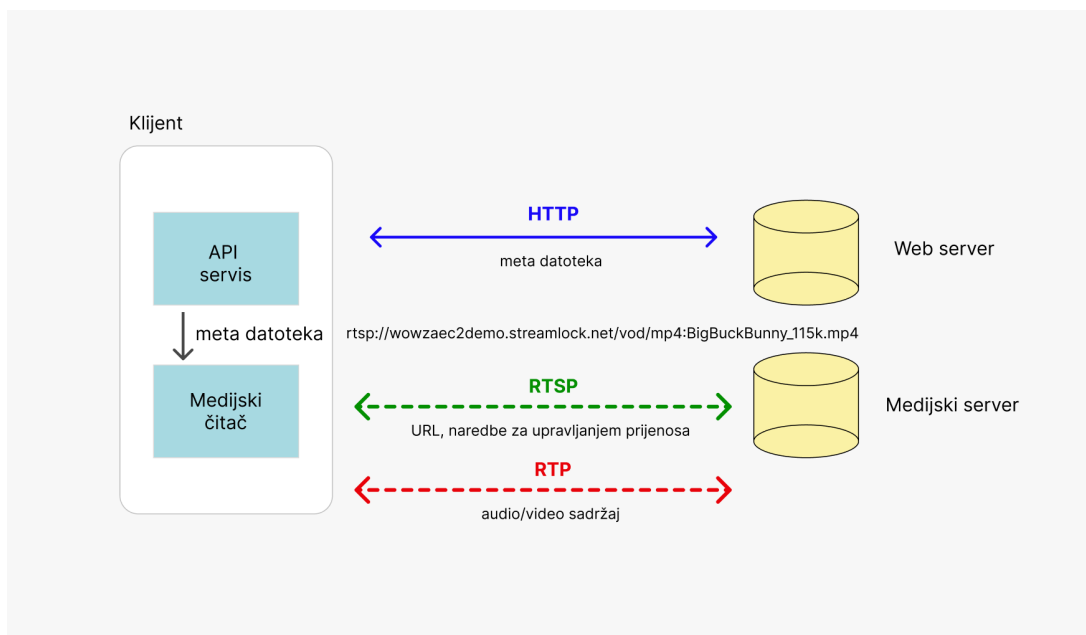 Klijent
API
servis
meta datoteka
Medijski
čitač
HTTP
meta datoteka
Web server
rtsp://wowzaec2demo.streamlock.net/vod/mp4:BigBuckBunny_115k.mp4
RTSP
URL, naredbe za upravljanjem prijenosa
Medijski server
RTP
audio/video sadržaj